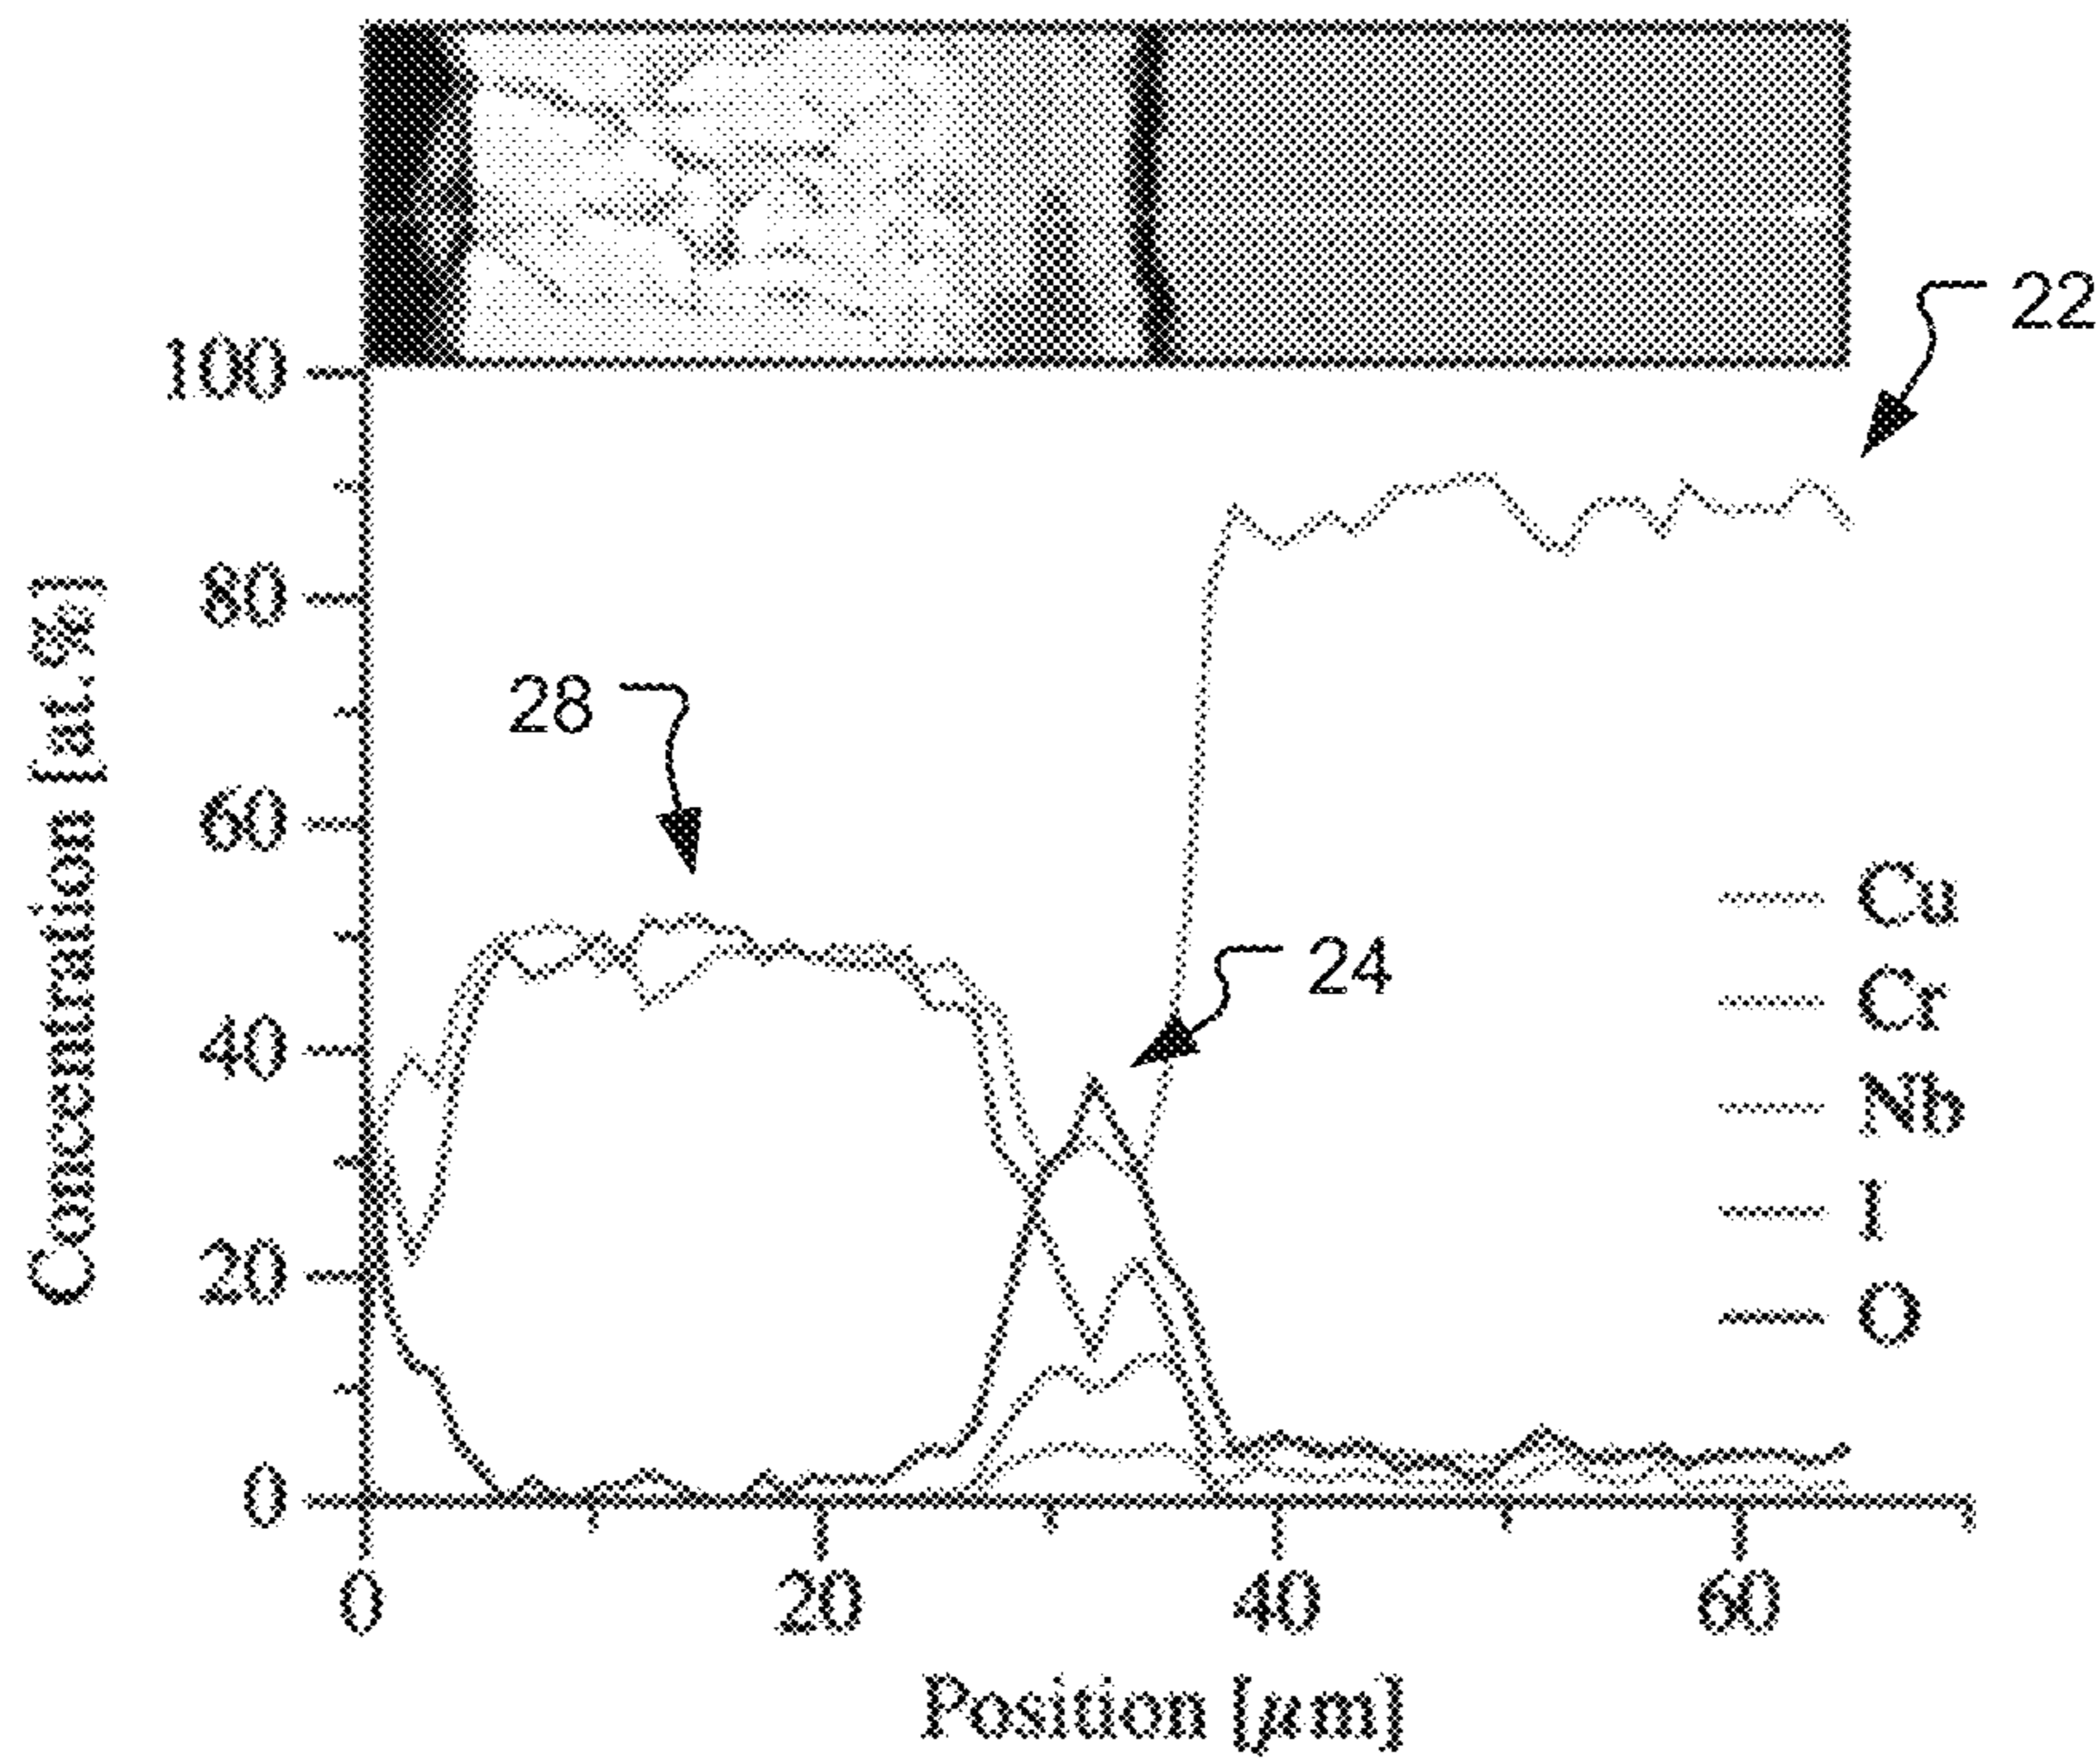 100
22
80
Concentration [at.%]
28
60
Cu
24
Cr
40
Nb
I
20
O
0
0 20 40 60
Position [μm]